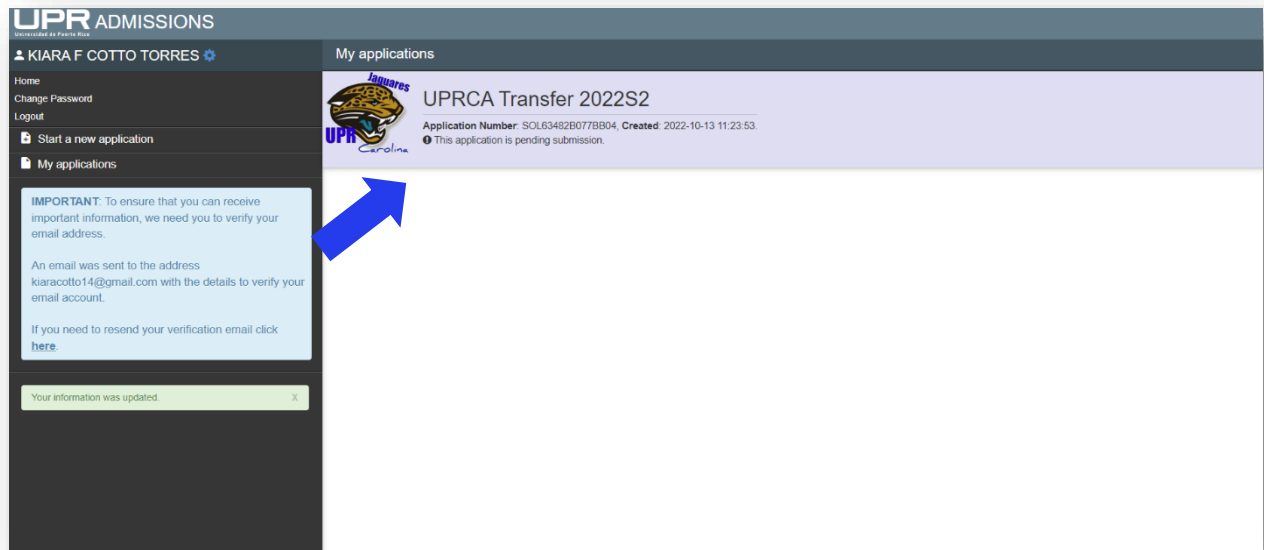 UPR ADMISSIONS
Universidad de Puerto Rico
KIARA F COTTO TORRES
Home
Change Password
Logout
Start a new application
My applications
IMPORTANT: To ensure that you can receive
important information, we need you to verify your
email address.
An email was sent to the address
kiaracotto14@gmail.com with the details to verify your
email account.
If you need to resend your verification email click
here.
Your information was updated. X
My applications
Jaguares
UPR
Carolina
UPRCA Transfer 2022S2
Application Number: SOL63482B077BB04, Created: 2022-10-13 11:23:53.
This application is pending submission.